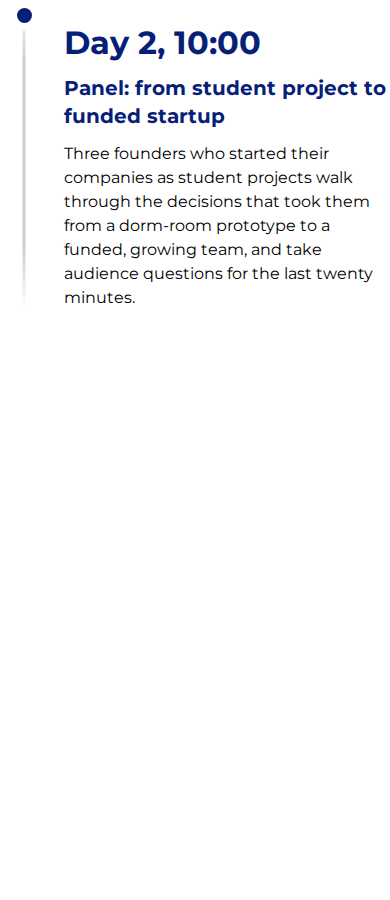 Day 2, 10:00
Panel: from student project to
funded startup
Three founders who started their
companies as student projects walk
through the decisions that took them
from a dorm-room prototype to a
funded, growing team, and take
audience questions for the last twenty
minutes.